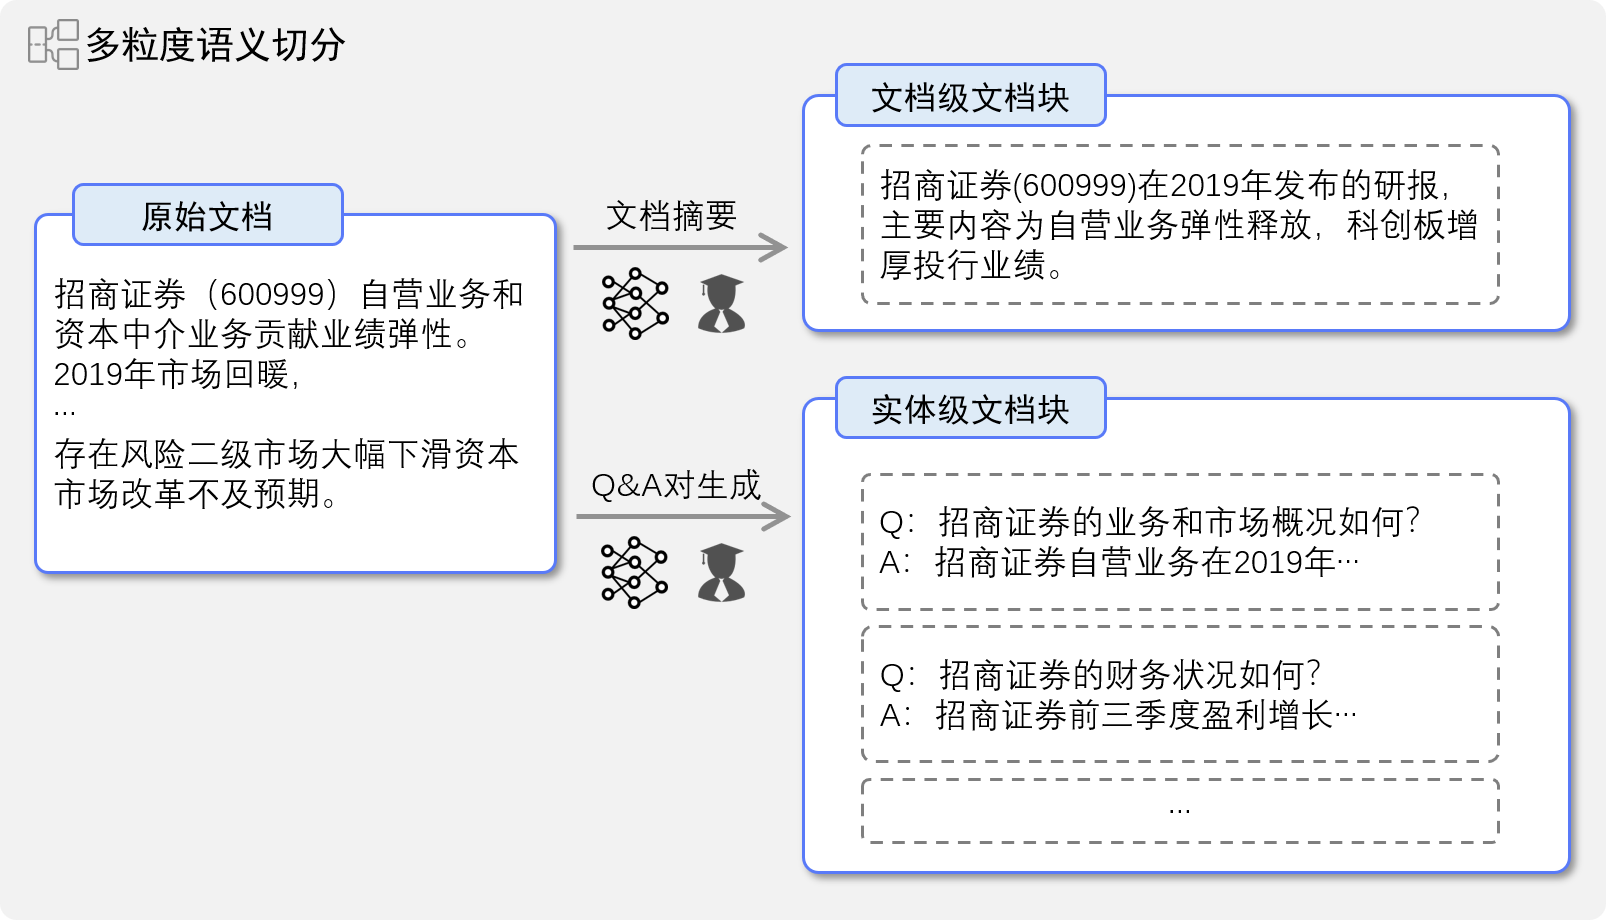 多粒度语义切分
原始文档
招商证券（600999）自营业务和
资本中介业务贡献业绩弹性。
2019年市场回暖，
…
存在风险二级市场大幅下滑资本
市场改革不及预期。
文档摘要
Q&A对生成
文档级文档块
招商证券(600999)在2019年发布的研报，
主要内容为自营业务弹性释放，科创板增
厚投行业绩。
实体级文档块
Q：招商证券的业务和市场概况如何？
A：招商证券自营业务在2019年…
Q：招商证券的财务状况如何？
A：招商证券前三季度盈利增长…
…